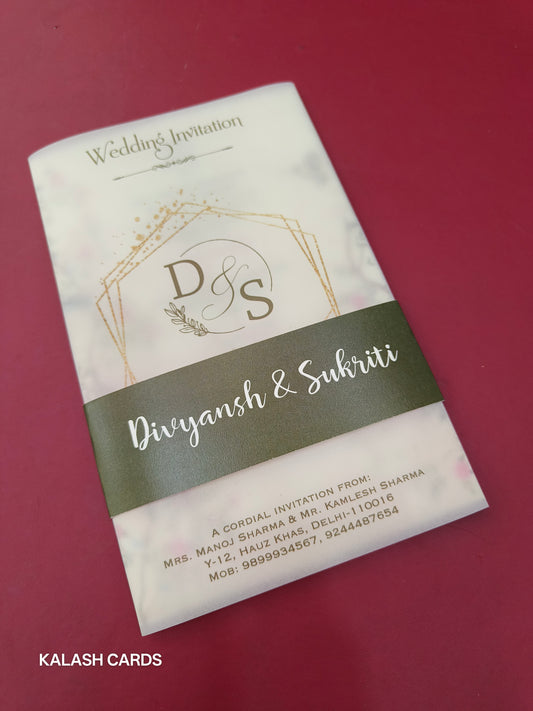 Wedding Invitation
D&S
Divyansh & Sukriti
A CORDIAL INVITATION FROM:
MRS. MANOJ SHARMA & MR. KAMLESH SHARMA
Y-12, HAUZ KHAS, DELHI-110016
MOB: 9899934567, 9244487654
KALASH CARDS